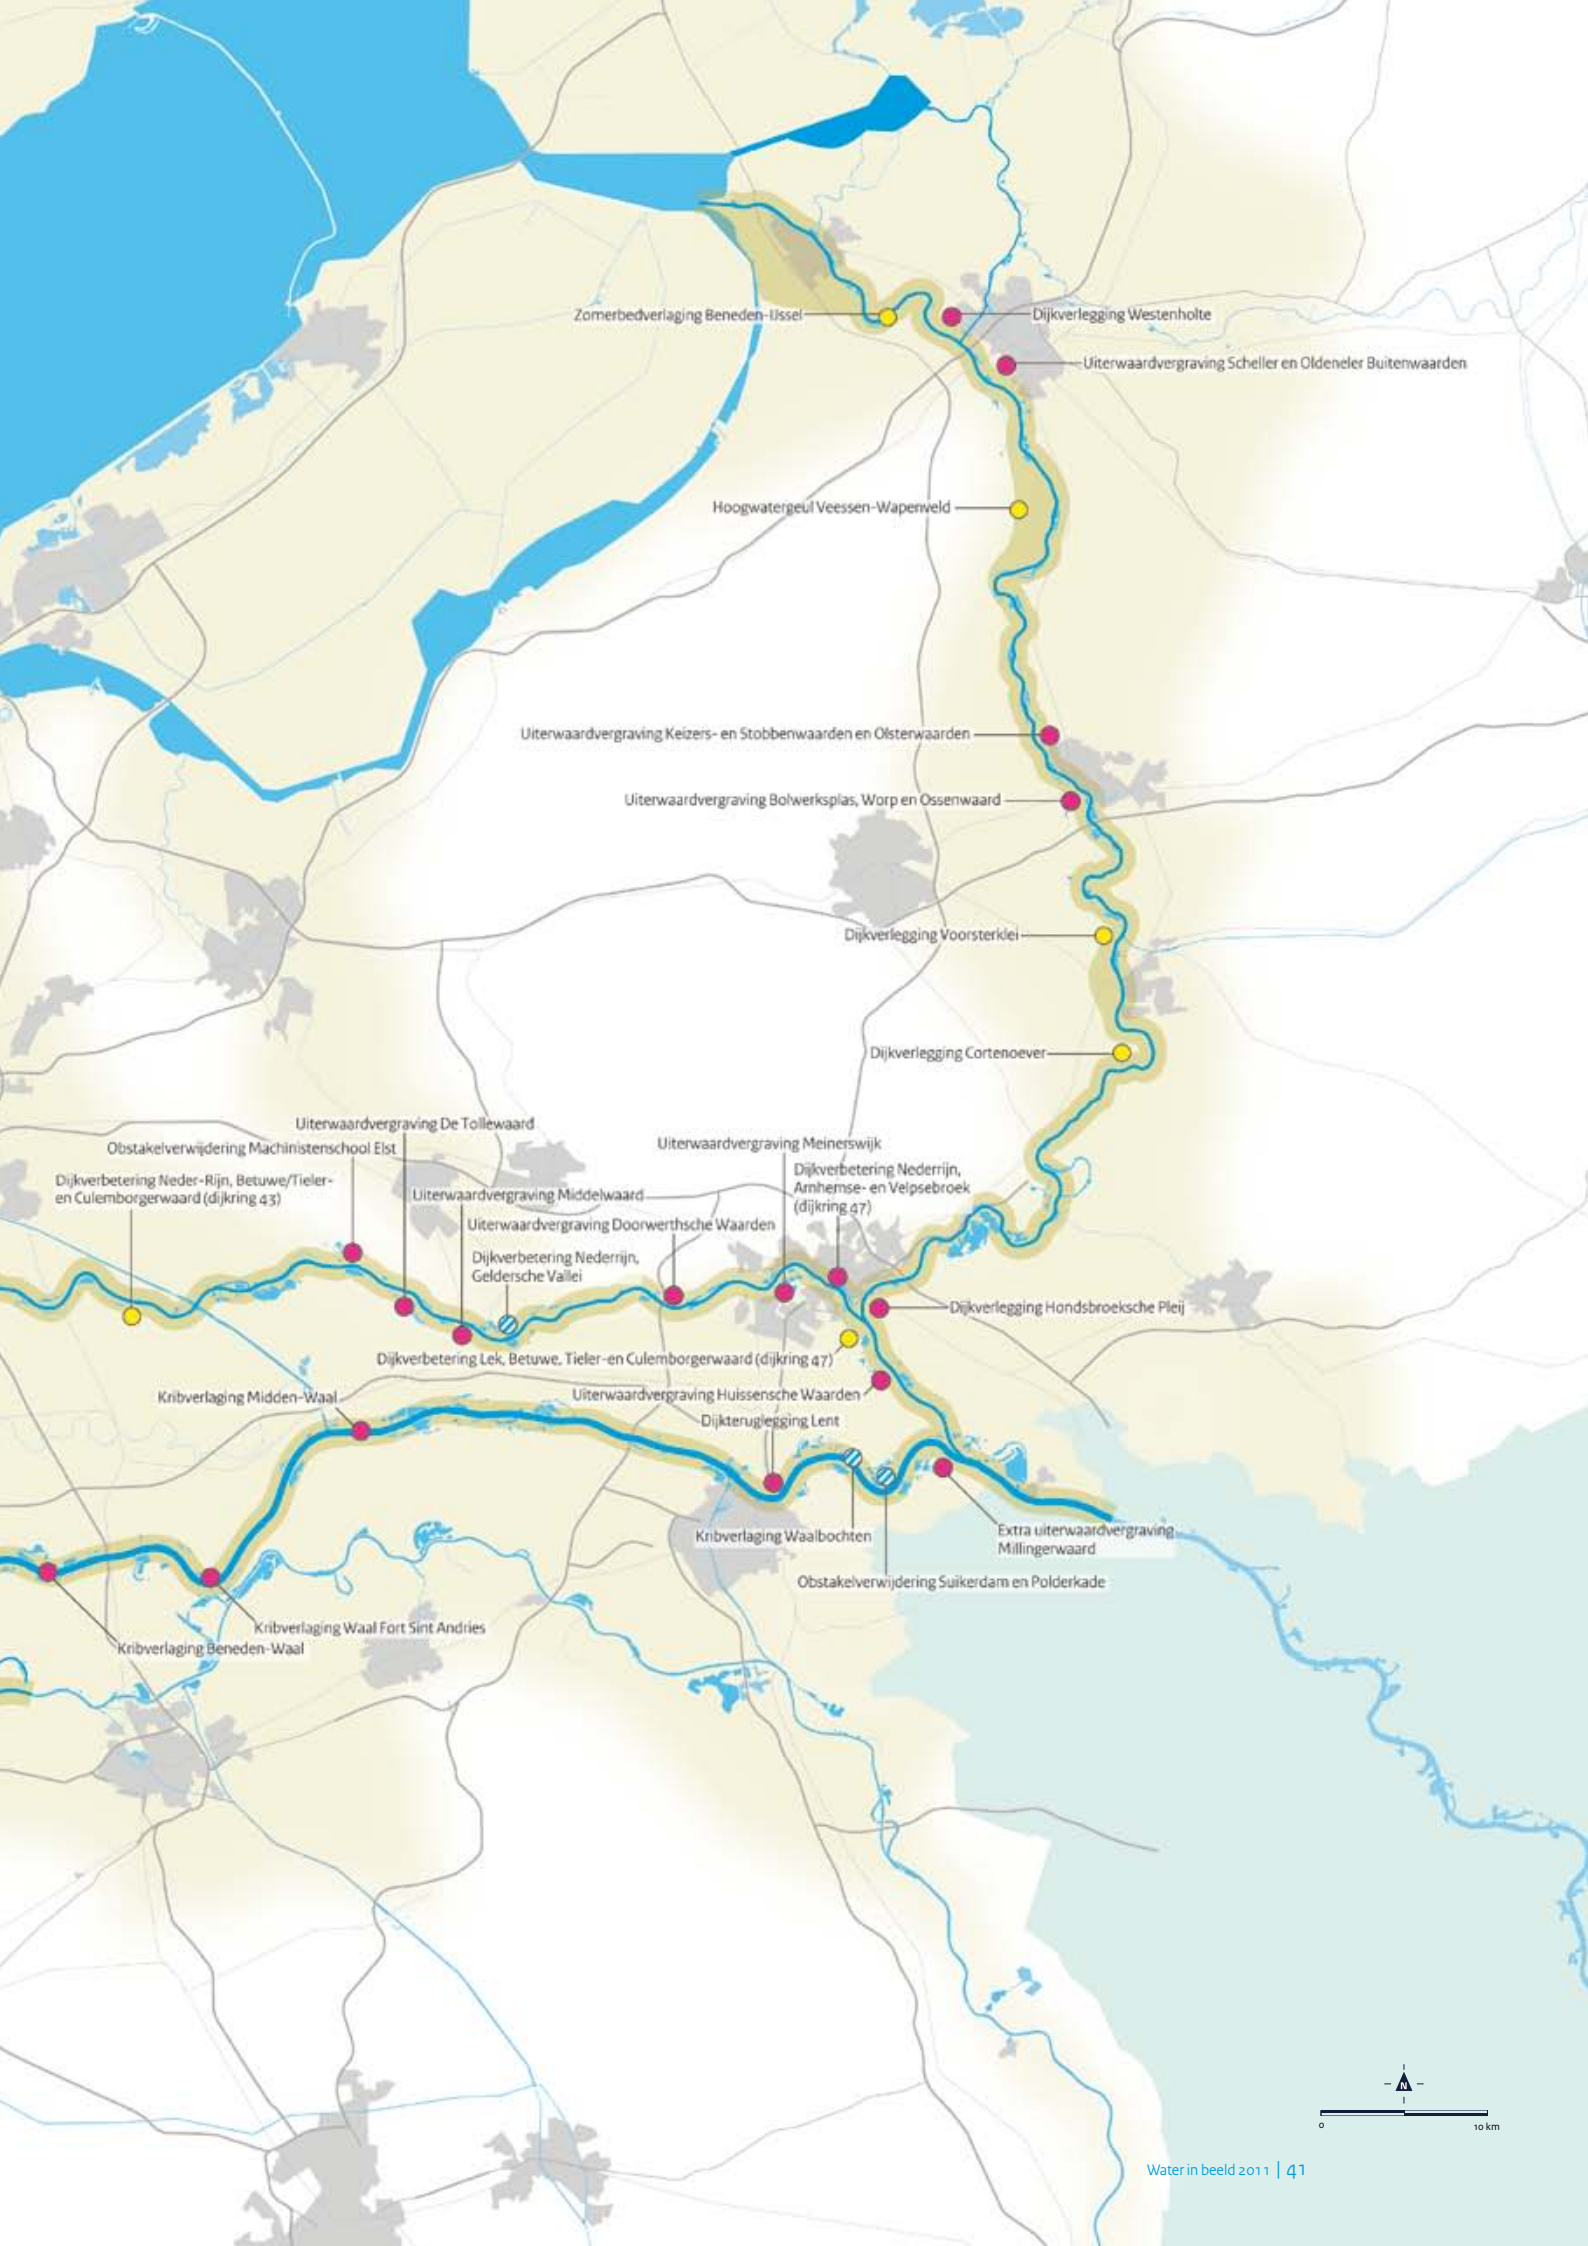 Zomerbedverlaging Beneden-IJssel
Dijkverlegging Westenholte
Uiterwaardvergraving Scheller en Oldeneler Buitenwaarden
Hoogwatergeul Veessen-Wapenveld
Uiterwaardvergraving Keizers- en Stobbenwaarden en Olsterwaarden
Uiterwaardvergraving Bolwerksplas, Worp en Ossenwaard
Dijkverlegging Voorsterklei
Dijkverlegging Cortenoever
Uiterwaardvergraving De Tollewaard
Obstakelverwijdering Machinistenschool Elst
Dijkverbetering Neder-Rijn, Betuwe/Tieler-
en Culemborgerwaard (dijkring 43)
Uiterwaardvergraving Meinerswijk
Dijkverbetering Nederrijn,
Arnhemse- en Velpsebroek
(dijkring 47)
Uiterwaardvergraving Middelwaard
Uiterwaardvergraving Doorwerthsche Waarden
Dijkverbetering Nederrijn,
Geldersche Vallei
Dijkverlegging Hondsbroeksche Pleij
Dijkverbetering Lek, Betuwe, Tieler-en Culemborgerwaard (dijkring 47)
Kribverlaging Midden-Waal
Uiterwaardvergraving Huissensche Waarden
Dijkteruglegging Lent
Kribverlaging Waalbochten
Extra uiterwaardvergraving
Millingerwaard
Obstakelverwijdering Suikerdam en Polderkade
Kribverlaging Waal Fort Sint Andries
Kribverlaging Beneden-Waal
N
0 10 km
Water in beeld 2011 | 41